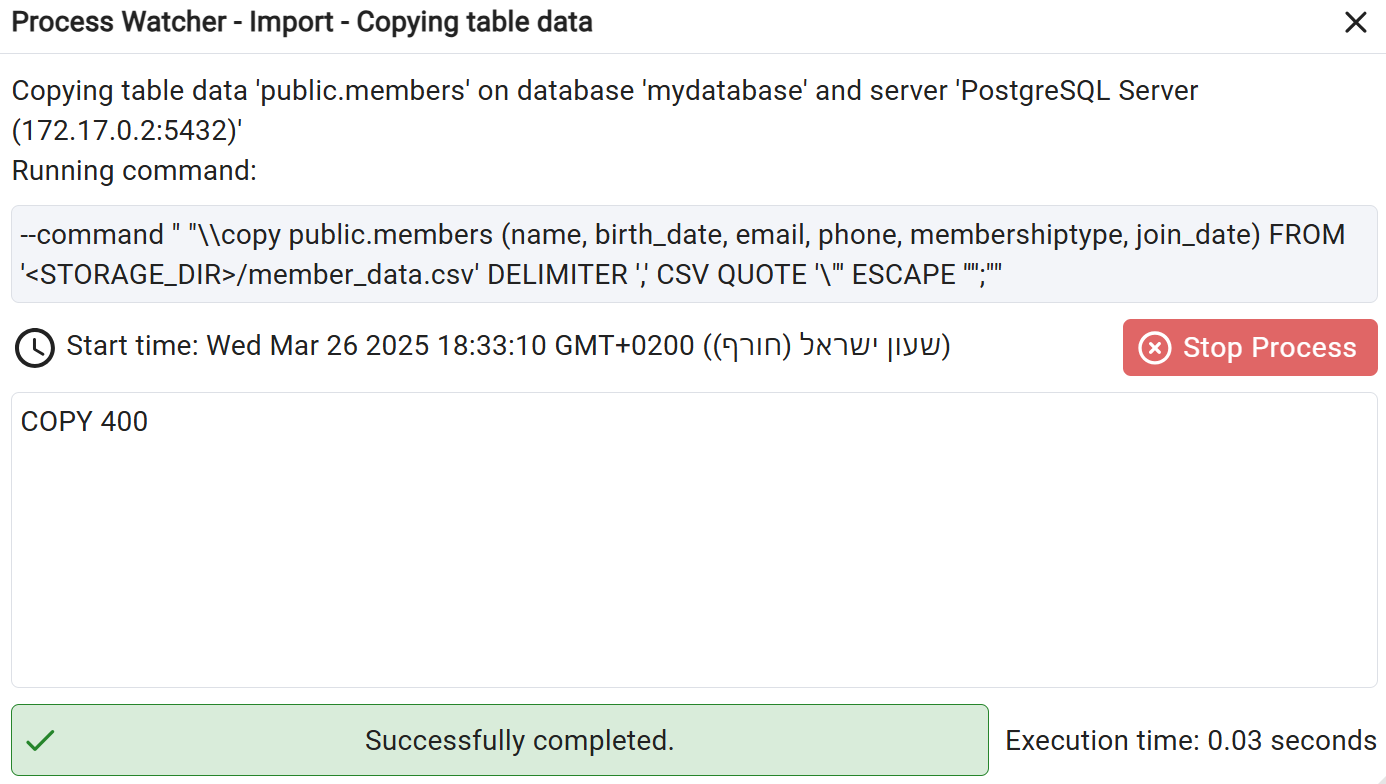 Process Watcher - Import - Copying table data
Copying table data 'public.members' on database 'mydatabase' and server 'PostgreSQL Server
(172.17.0.2:5432)'
Running command:
--command " "\\copy public.members (name, birth_date, email, phone, membershiptype, join_date) FROM
'<STORAGE_DIR>/member_data.csv' DELIMITER ',' CSV QUOTE '\"' ESCAPE '''';""
Start time: Wed Mar 26 2025 18:33:10 GMT+0200 (שעון ישראל (חורף))
Stop Process
COPY 400
Successfully completed.
Execution time: 0.03 seconds